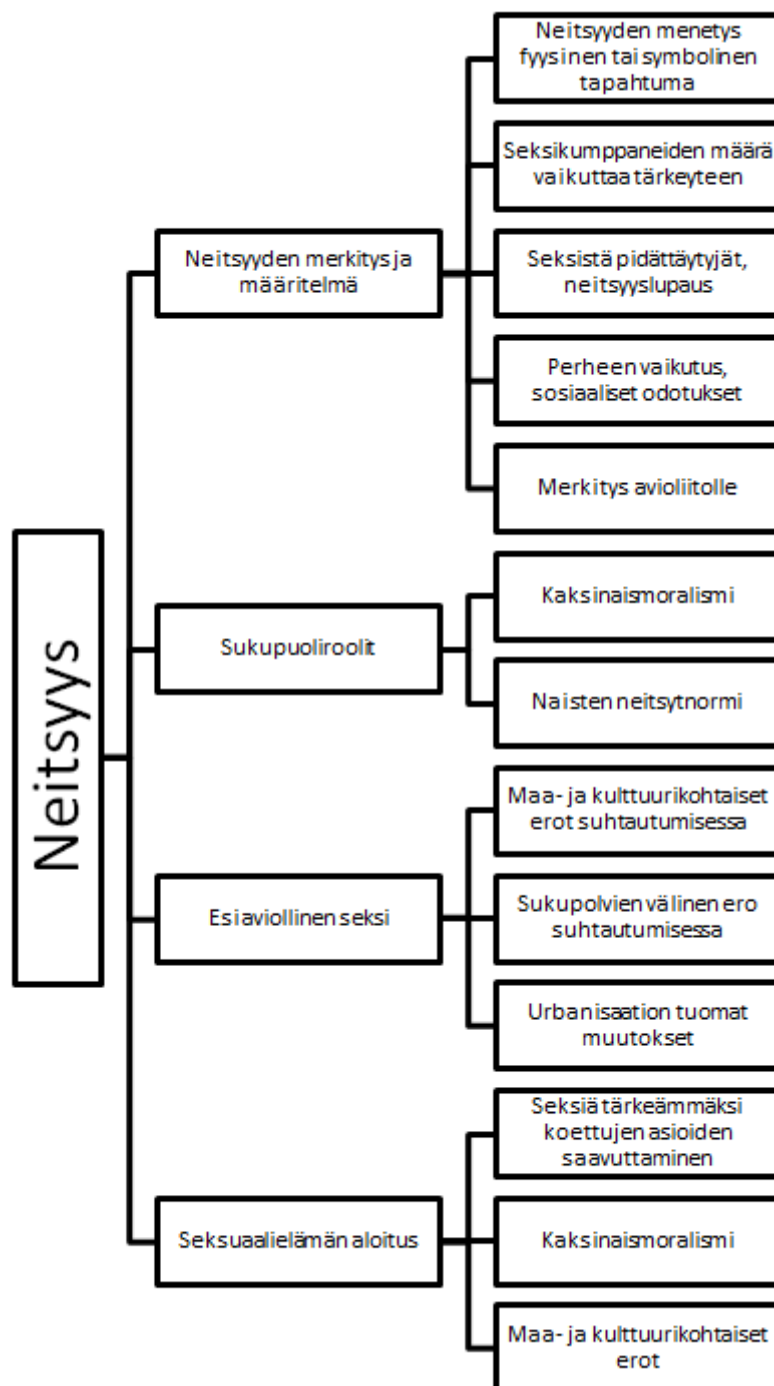 Neitsyys
Neitsyyden merkitys ja
määritelmä
Neitsyyden menetys
fyysinen tai symbolinen
tapahtuma
Seksikumppaneiden määrä
vaikuttaa tärkeyteen
Seksistä pidättäytyjät,
neitsyyslupaus
Perheen vaikutus,
sosiaaliset odotukset
Merkitys avioliitolle
Sukupuoliroolit
Kaksinaismoralismi
Naisten neitsytnormi
Esiaviollinen seksi
Maa- ja kulttuurikohtaiset
erot suhtautumisessa
Sukupolvien välinen ero
suhtautumisessa
Urbanisaation tuomat
muutokset
Seksuaalielämän aloitus
Seksiä tärkeämmäksi
koettujen asioiden
saavuttaminen
Kaksinaismoralismi
Maa- ja kulttuurikohtaiset
erot